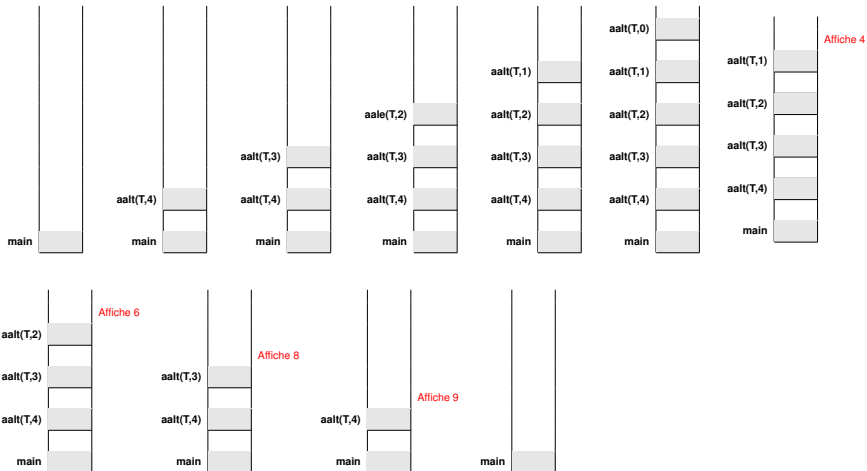 main
aalt(T,4)
main
aalt(T,3)
aalt(T,4)
main
aale(T,2)
aalt(T,3)
aalt(T,4)
main
aalt(T,1)
aalt(T,2)
aalt(T,3)
aalt(T,4)
main
aalt(T,0)
aalt(T,1)
aalt(T,2)
aalt(T,3)
aalt(T,4)
main
Affiche 4
aalt(T,1)
aalt(T,2)
aalt(T,3)
aalt(T,4)
main
Affiche 6
aalt(T,2)
aalt(T,3)
aalt(T,4)
main
Affiche 8
aalt(T,3)
aalt(T,4)
main
Affiche 9
aalt(T,4)
main
main